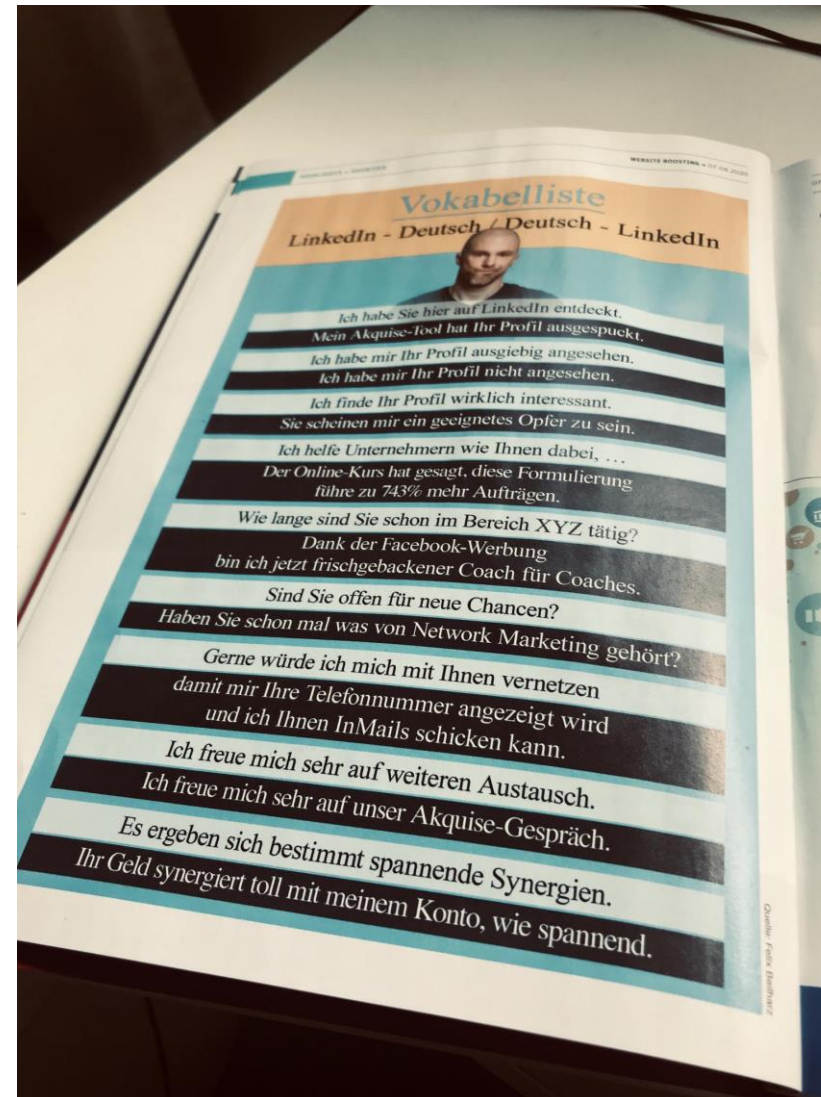 WEBSITE BOOSTING • 07-08.2020
Vokabelliste
LinkedIn - Deutsch / Deutsch - LinkedIn
Ich habe Sie hier auf LinkedIn entdeckt.
Mein Akquise-Tool hat Ihr Profil ausgespuckt.
Ich habe mir Ihr Profil ausgiebig angesehen.
Ich habe mir Ihr Profil nicht angesehen.
Ich finde Ihr Profil wirklich interessant.
Sie scheinen mir ein geeignetes Opfer zu sein.
Ich helfe Unternehmern wie Ihnen dabei, …
Der Online-Kurs hat gesagt, diese Formulierung
führe zu 743% mehr Aufträgen.
Wie lange sind Sie schon im Bereich XYZ tätig?
Dank der Facebook-Werbung
bin ich jetzt frischgebackener Coach für Coaches.
Sind Sie offen für neue Chancen?
Haben Sie schon mal was von Network Marketing gehört?
Gerne würde ich mich mit Ihnen vernetzen
damit mir Ihre Telefonnummer angezeigt wird
und ich Ihnen InMails schicken kann.
Ich freue mich sehr auf weiteren Austausch.
Ich freue mich sehr auf unser Akquise-Gespräch.
Es ergeben sich bestimmt spannende Synergien.
Ihr Geld synergiert toll mit meinem Konto, wie spannend.
Quelle: Felix Beilharz